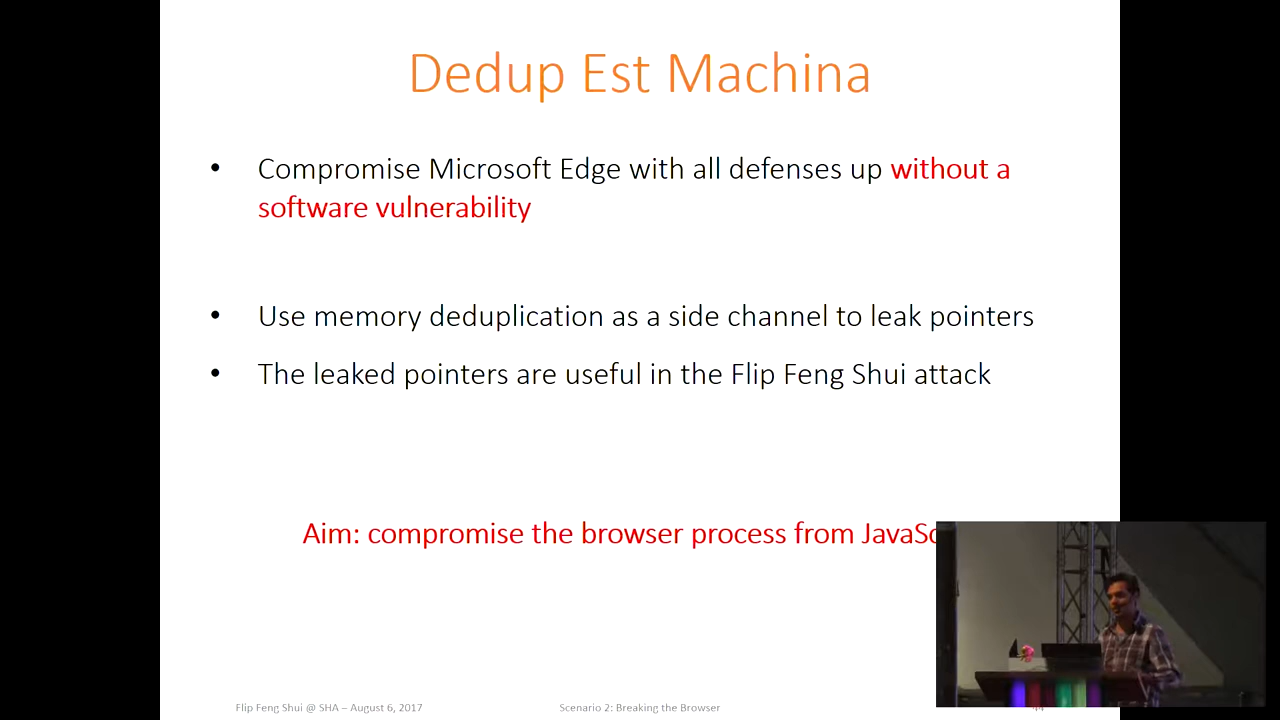 Dedup Est Machina
• Compromise Microsoft Edge with all defenses up without a
software vulnerability
• Use memory deduplication as a side channel to leak pointers
• The leaked pointers are useful in the Flip Feng Shui attack
Aim: compromise the browser process from
Flip Feng Shui @ SHA – August 6, 2017
Scenario 2: Breaking the Browser